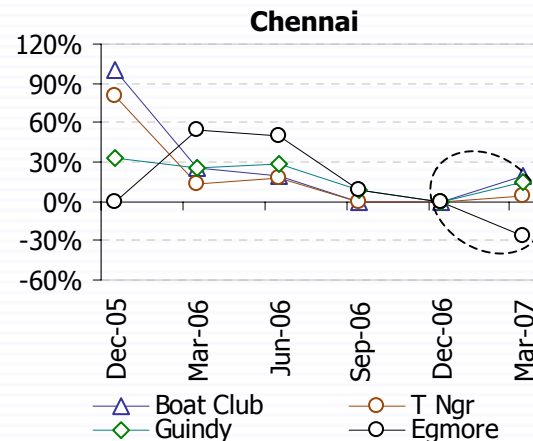 Chennai
120%
90%
60%
30%
0%
-30%
-60%
Dec-05
Mar-06
Jun-06
Sep-06
Dec-06
Mar-07
Boat Club
T Ngr
Guindy
Egmore